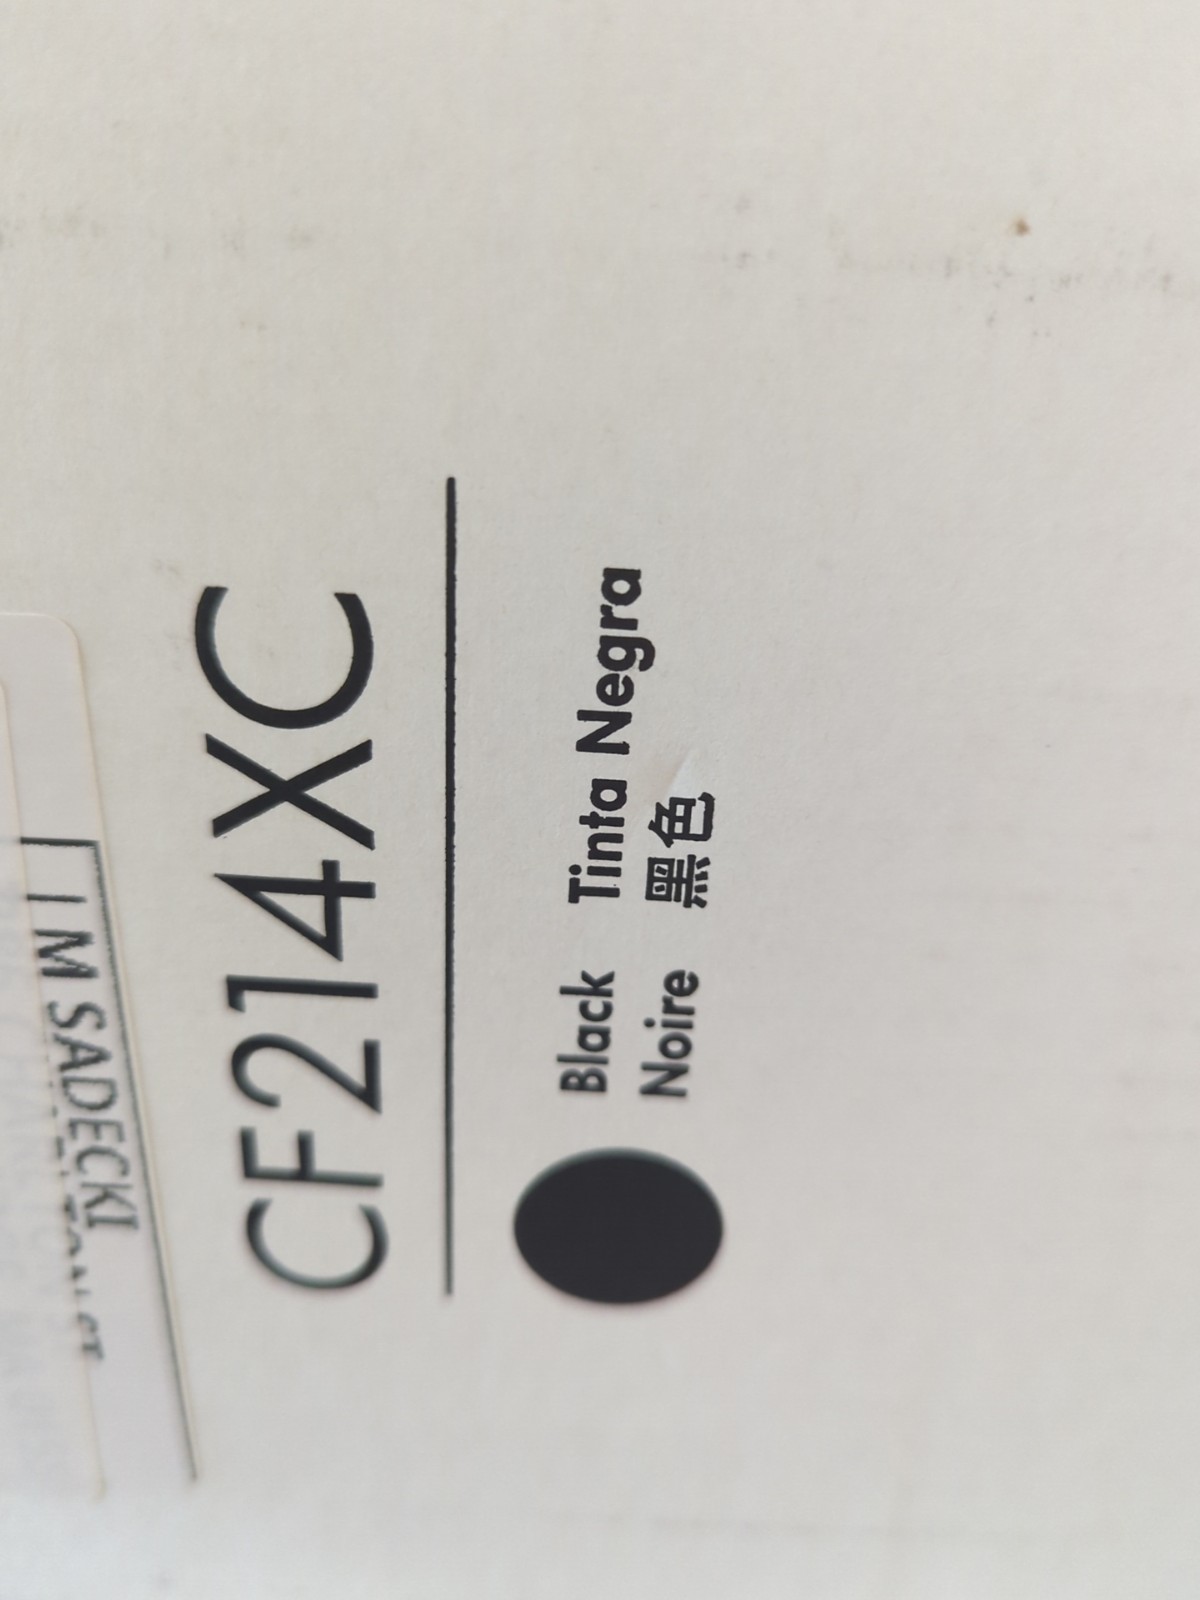 I M SADECKI
CF214XC
Black Tinta Negra
Noire 黑色